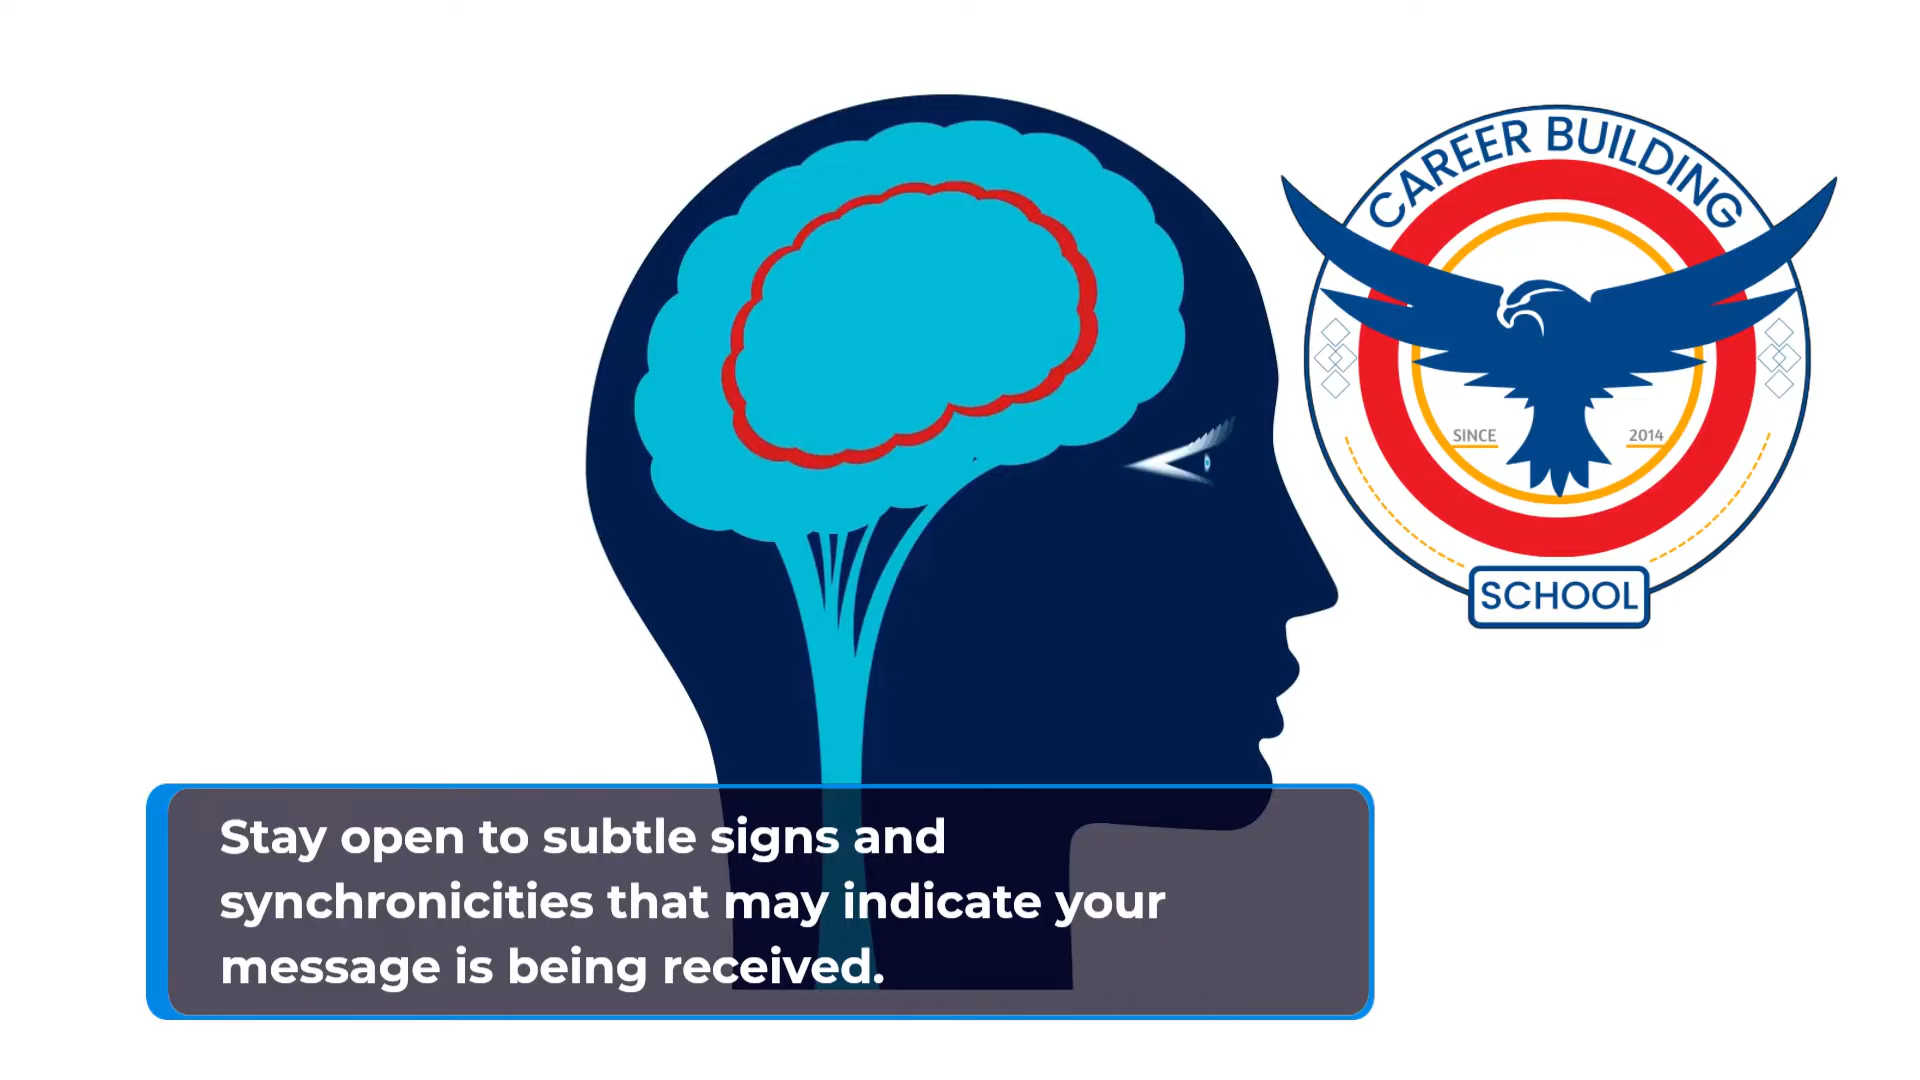 CAREER BUILDING
SINCE 2014
SCHOOL
Stay open to subtle signs and
synchronicities that may indicate your
message is being received.